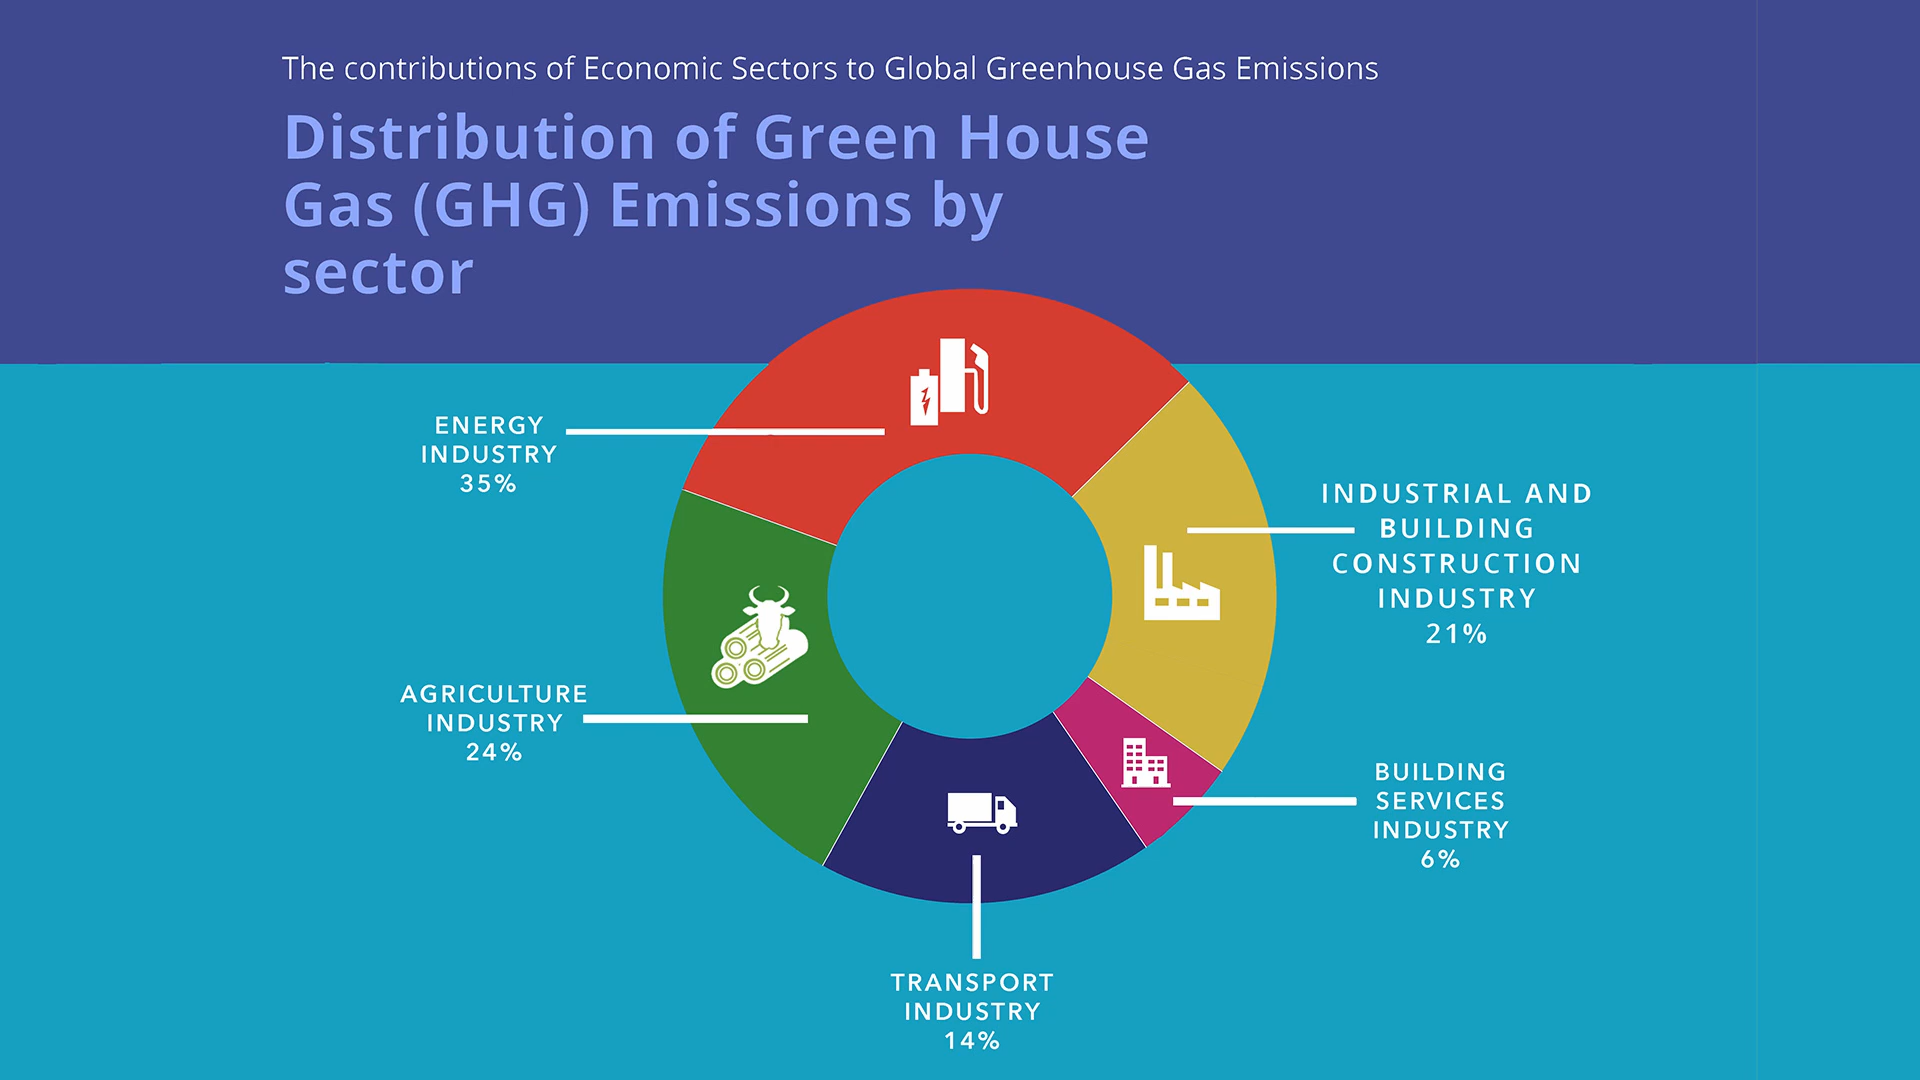 The contributions of Economic Sectors to Global Greenhouse Gas Emissions
Distribution of Green House
Gas (GHG) Emissions by
sector
ENERGY
INDUSTRY
35%
INDUSTRIAL AND
BUILDING
CONSTRUCTION
INDUSTRY
21%
AGRICULTURE
INDUSTRY
24%
BUILDING
SERVICES
INDUSTRY
6%
TRANSPORT
INDUSTRY
14%